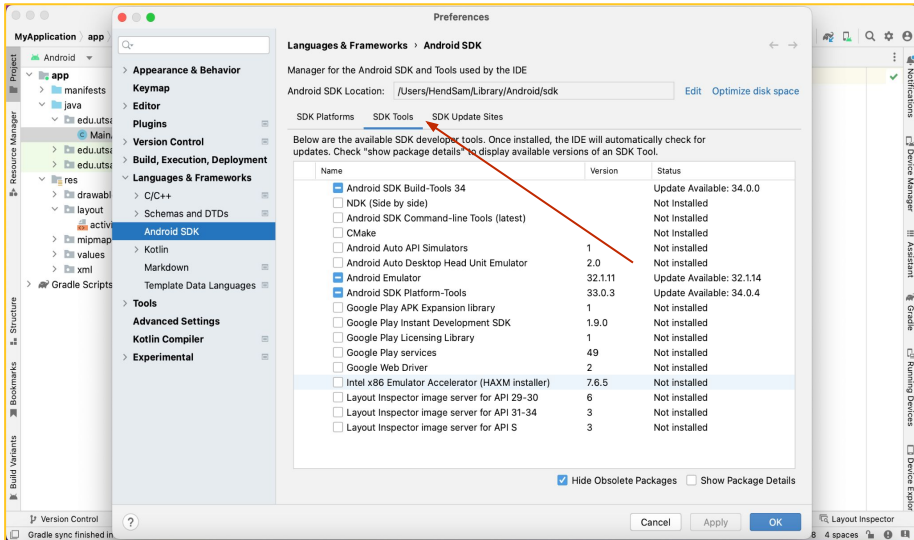 Preferences
MyApplication > app
Android
Project
Resource Manager
Structure
Bookmarks
Build Variants
app
manifests
java
edu.utsa
Main
edu.utsa
edu.utsa
res
drawabl
layout
activi
mipmap
values
xml
Gradle Scripts
Appearance & Behavior
Keymap
Editor
Plugins
Version Control
Build, Execution, Deployment
Languages & Frameworks
C/C++
Schemas and DTDs
Android SDK
Kotlin
Markdown
Template Data Languages
Tools
Advanced Settings
Kotlin Compiler
Experimental
Languages & Frameworks > Android SDK
Manager for the Android SDK and Tools used by the IDE
Android SDK Location: /Users/HendSam/Library/Android/sdk Edit Optimize disk space
SDK Platforms SDK Tools SDK Update Sites
Below are the available SDK developer tools. Once installed, the IDE will automatically check for
updates. Check "show package details" to display available versions of an SDK Tool.
Name Version Status
Android SDK Build-Tools 34 Update Available: 34.0.0
NDK (Side by side) Not Installed
Android SDK Command-line Tools (latest) Not Installed
CMake Not Installed
Android Auto API Simulators 1 Not installed
Android Auto Desktop Head Unit Emulator 2.0 Not installed
Android Emulator 32.1.11 Update Available: 32.1.14
Android SDK Platform-Tools 33.0.3 Update Available: 34.0.4
Google Play APK Expansion library 1 Not installed
Google Play Instant Development SDK 1.9.0 Not installed
Google Play Licensing Library 1 Not installed
Google Play services 49 Not installed
Google Web Driver 2 Not installed
Intel x86 Emulator Accelerator (HAXM installer) 7.6.5 Not installed
Layout Inspector image server for API 29-30 6 Not installed
Layout Inspector image server for API 31-34 3 Not installed
Layout Inspector image server for API S 3 Not installed
Hide Obsolete Packages Show Package Details
? Cancel Apply OK
Notifications
Device Manager
Assistant
Gradle
Running Devices
Device Explor
Version Control
Layout Inspector
Gradle sync finished in
8 4 spaces